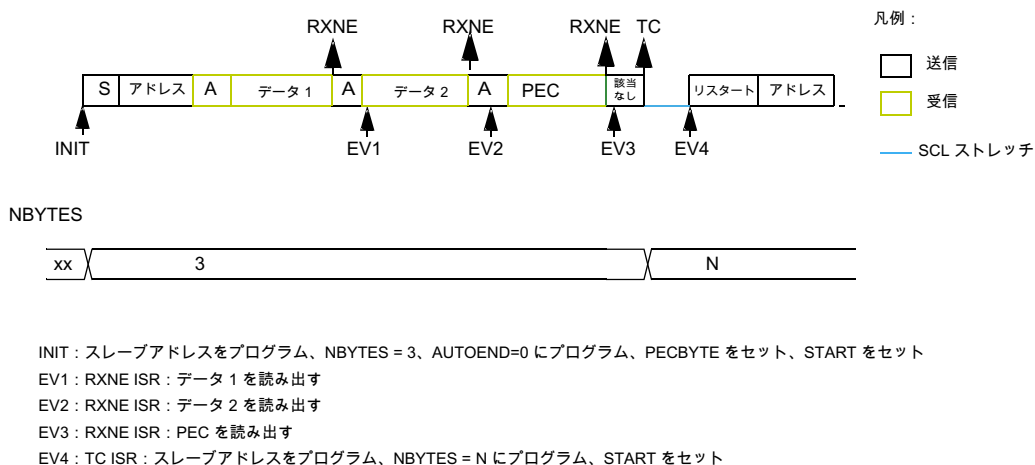 RXNE RXNE RXNE TC
凡例：
S アドレス A データ 1 A データ 2 A PEC 該当なし リスタート アドレス
送信
受信
INIT EV1 EV2 EV3 EV4
SCL ストレッチ
NBYTES
xx 3 N
INIT：スレーブアドレスをプログラム、NBYTES = 3、AUTOEND=0 にプログラム、PECBYTE をセット、START をセット
EV1：RXNE ISR：データ 1 を読み出す
EV2：RXNE ISR：データ 2 を読み出す
EV3：RXNE ISR：PEC を読み出す
EV4：TC ISR：スレーブアドレスをプログラム、NBYTES = N にプログラム、START をセット